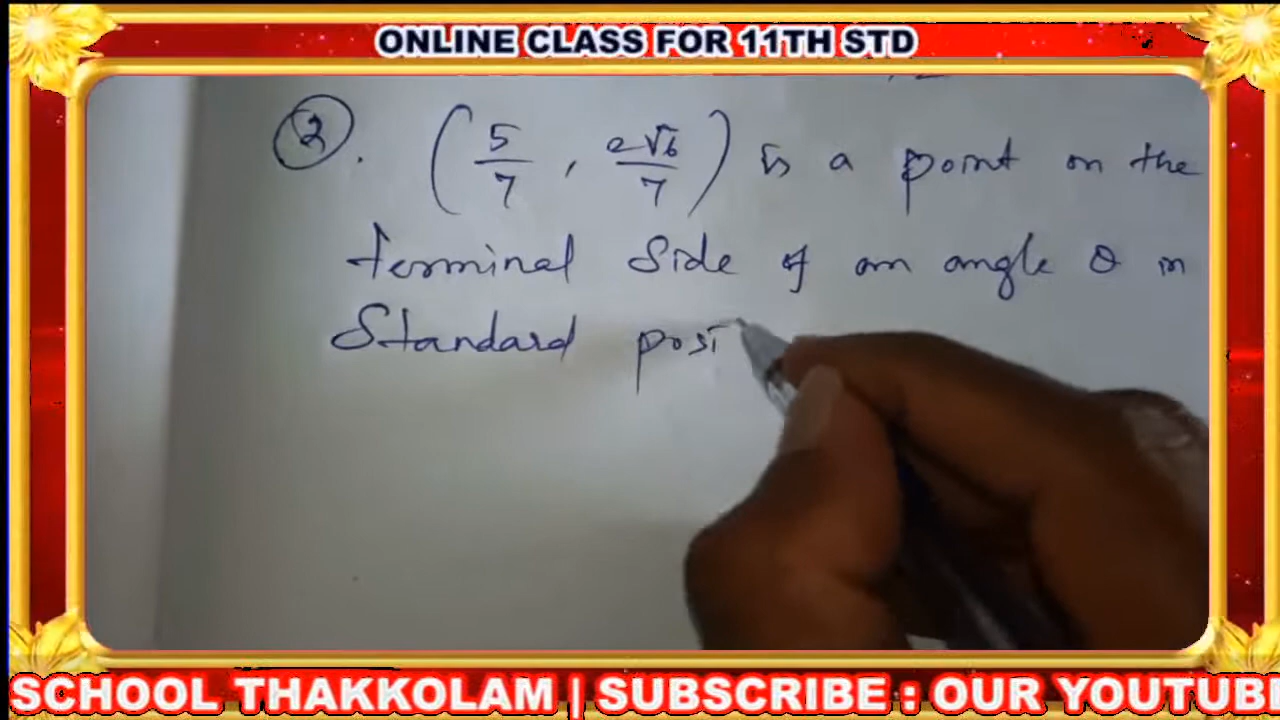 ONLINE CLASS FOR 11TH STD
②. (5/7, 2√6/7) is a point on the
terminal side of an angle θ in
Standard posi
SCHOOL THAKKOLAM | SUBSCRIBE : OUR YOUTUBE